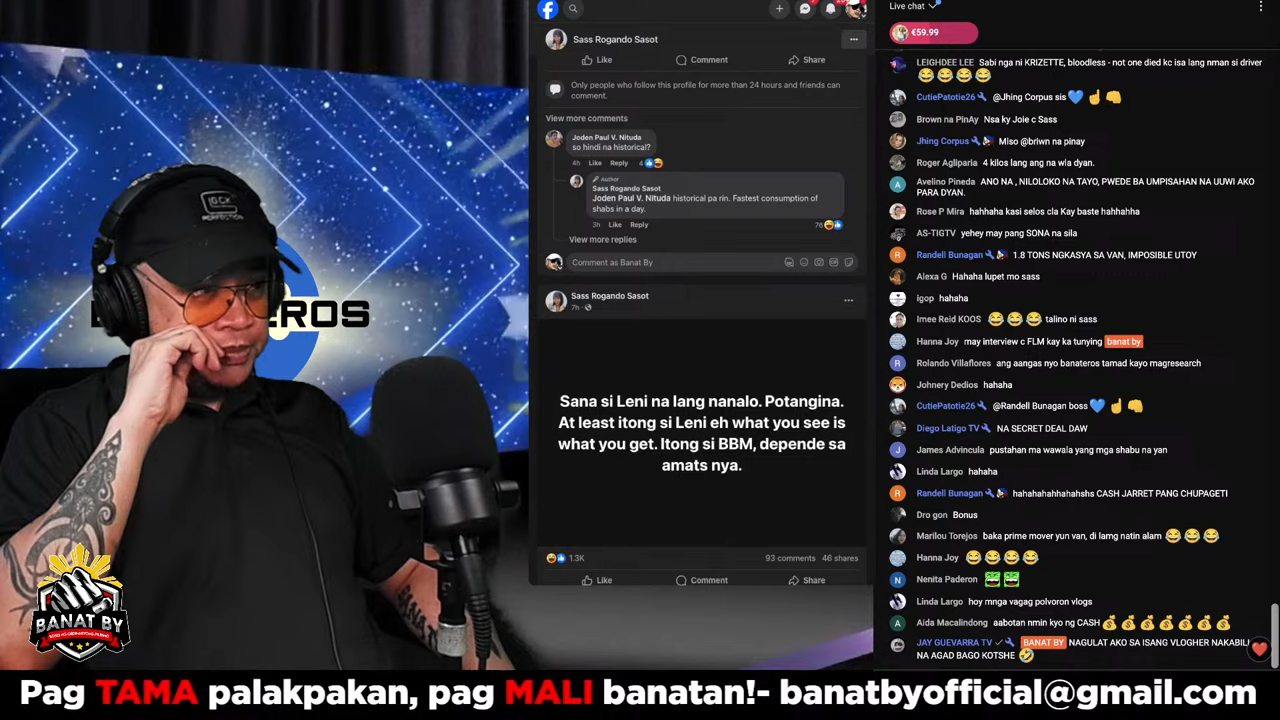 Sass Rogando Sasot
Like Comment Share
Only people who follow this profile for more than 24 hours and friends can
comment.
View more comments
Joden Paul V. Nituda
so hindi na historical?
4h Like Reply 4
Author
Sass Rogando Sasot
Joden Paul V. Nituda historical pa rin. Fastest consumption of
shabs in a day.
3h Like Reply 76
View more replies
Comment as Banat By
Sass Rogando Sasot
7h
Sana si Leni na lang nanalo. Potangina.
At least itong si Leni eh what you see is
what you get. Itong si BBM, depende sa
amats nya.
1.3K 93 comments 46 shares
Like Comment Share
Live chat
€59.99
LEIGHDEE LEE Sabi nga ni KRIZETTE, bloodless - not one died kc isa lang nman si driver
CutiePatotie26 @Jhing Corpus sis
Brown na PinAy Nsa ky Joie c Sass
Jhing Corpus Miso @briwn na pinay
Roger Agliparia 4 kilos lang ang na wla dyan.
Avelino Pineda ANO NA , NILOLOKO NA TAYO, PWEDE BA UMPISAHAN NA UUWI AKO
PARA DYAN.
Rose P Mira hahhaha kasi selos cla Kay baste hahhahha
AS-TIGTV yehey may pang SONA na sila
Randell Bunagan 1.8 TONS NGKASYA SA VAN, IMPOSIBLE UTOY
Alexa G Hahaha lupet mo sass
igop hahaha
Imee Reid KOOS talino ni sass
Hanna Joy may interview c FLM kay ka tunying banat by
Rolando Villaflores ang aangas nyo banateros tamad kayo magresearch
Johnery Dedios hahaha
CutiePatotie26 @Randell Bunagan boss
Diego Latigo TV NA SECRET DEAL DAW
James Advincula pustahan ma wawala yang mga shabu na yan
Linda Largo hahaha
Randell Bunagan hahahahahhahahshs CASH JARRET PANG CHUPAGETI
Dro gon Bonus
Marilou Torejos baka prime mover yun van, di lamg natin alam
Hanna Joy
Nenita Paderon
Linda Largo hoy mnga vagag polvoron vlogs
Aida Macalindong aabotan nmin kyo ng CASH
JAY GUEVARRA TV BANAT BY NAGULAT AKO SA ISANG VLOGHER NAKABILI
NA AGAD BAGO KOTSHE
GLOCK
PERFECTION
EROS
BANAT BY
Pag TAMA palakpakan, pag MALI banatan!- banatbyofficial@gmail.com